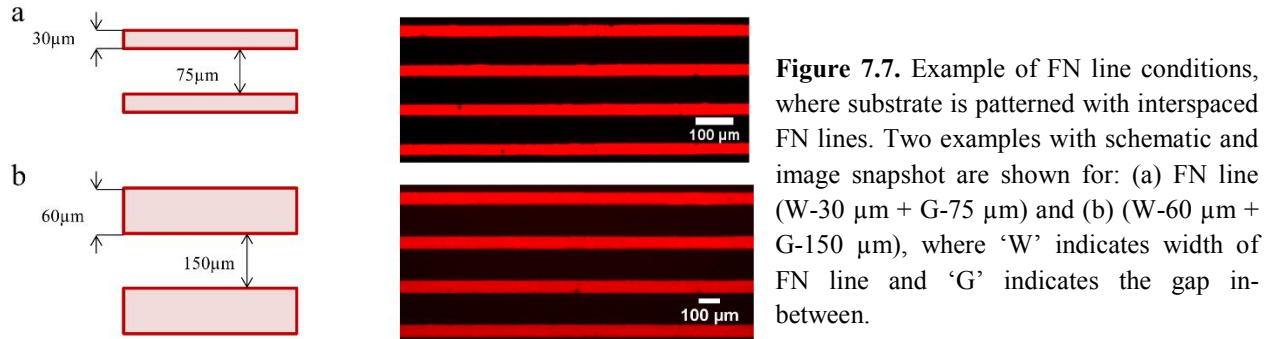 a
30µm
75µm
100 µm
b
60µm
150µm
100 µm
Figure 7.7. Example of FN line conditions,
where substrate is patterned with interspaced
FN lines. Two examples with schematic and
image snapshot are shown for: (a) FN line
(W-30 µm + G-75 µm) and (b) (W-60 µm +
G-150 µm), where ‘W’ indicates width of
FN line and ‘G’ indicates the gap in-
between.